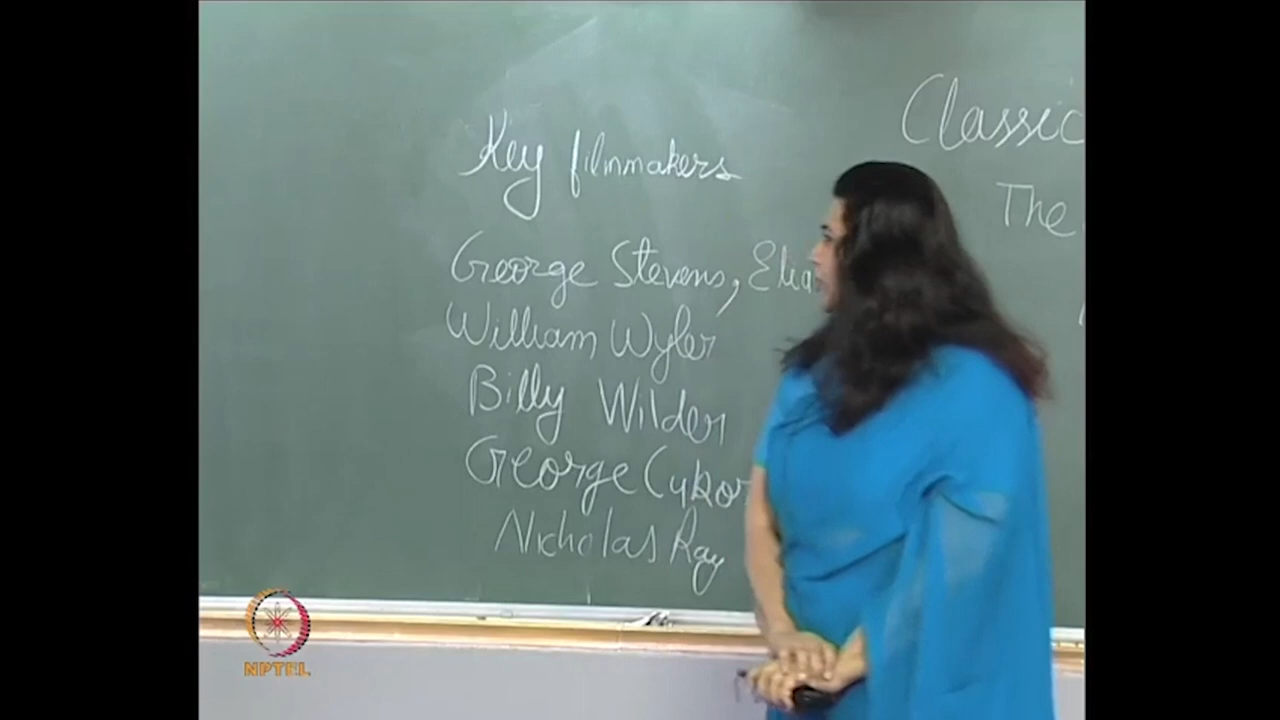 Key filmmakers
George Stevens, Elia
William Wyler
Billy Wilder
George Cukor
Nicholas Ray
Classic
The
NPTEL